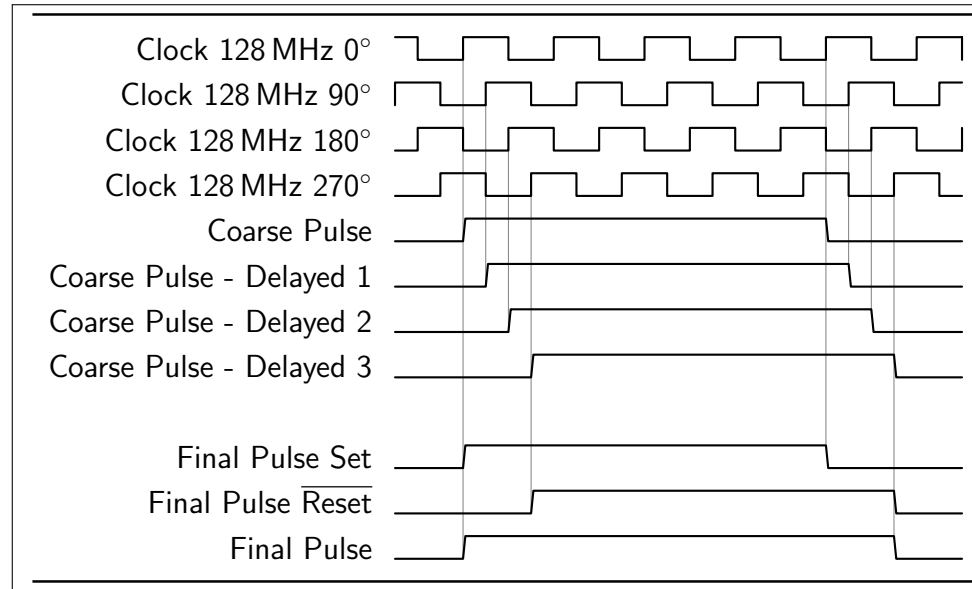 Clock 128 MHz 0°
Clock 128 MHz 90°
Clock 128 MHz 180°
Clock 128 MHz 270°
Coarse Pulse
Coarse Pulse - Delayed 1
Coarse Pulse - Delayed 2
Coarse Pulse - Delayed 3
Final Pulse Set
Final Pulse Reset
Final Pulse